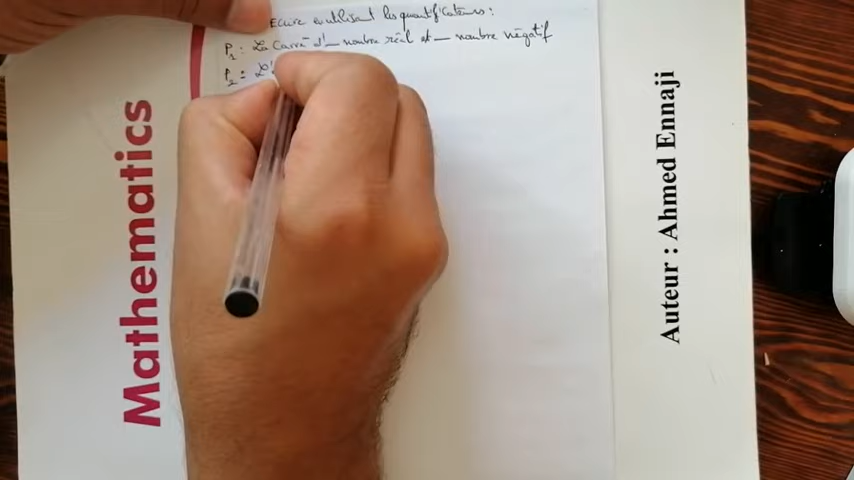 Ecrire en utilisant les quantificateurs :
P1 : Le Carré d'un nombre réel est un nombre négatif
P2 : L'
Mathematics
Auteur : Ahmed Ennaji